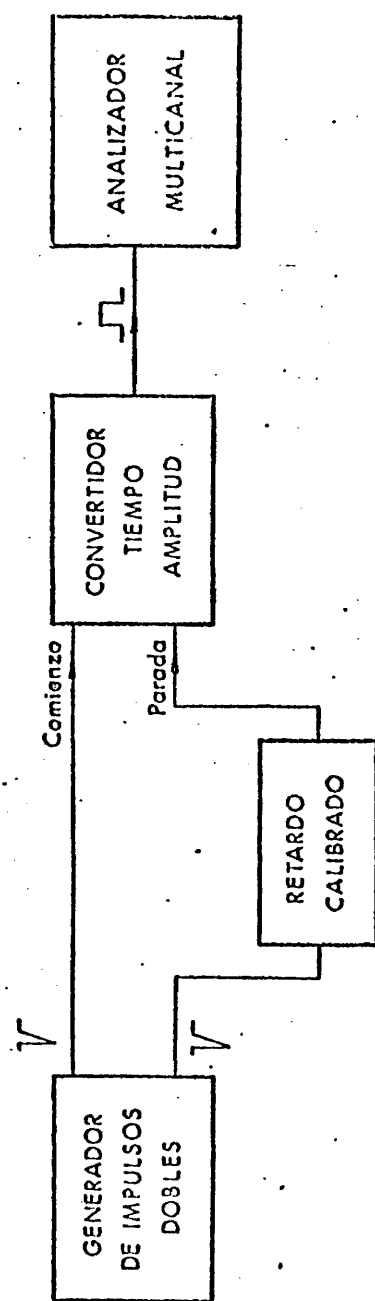 GENERADOR
DE IMPULSOS
DOBLES
Comienzo
Parada
RETARDO
CALIBRADO
CONVERTIDOR
TIEMPO
AMPLITUD
ANALIZADOR
MULTICANAL